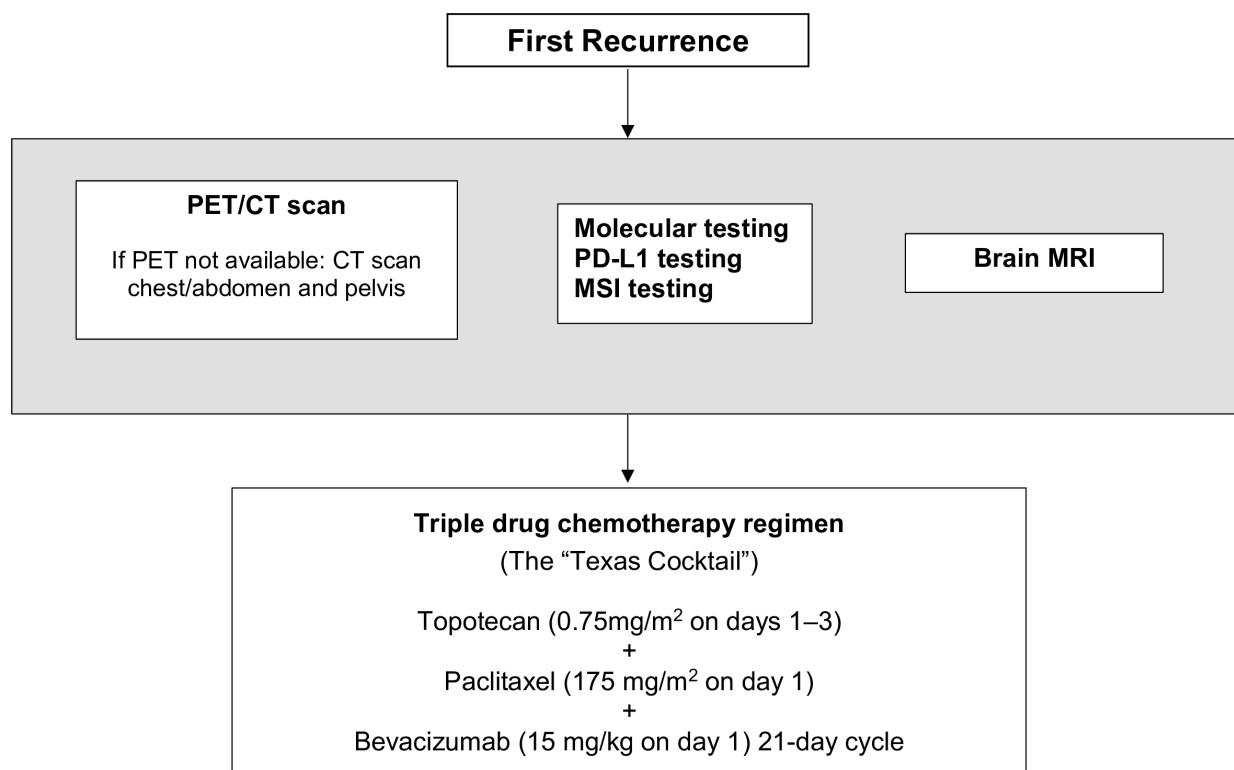 First Recurrence
PET/CT scan
If PET not available: CT scan
chest/abdomen and pelvis
Molecular testing
PD-L1 testing
MSI testing
Brain MRI
Triple drug chemotherapy regimen
(The “Texas Cocktail”)
Topotecan (0.75mg/m² on days 1–3)
+
Paclitaxel (175 mg/m² on day 1)
+
Bevacizumab (15 mg/kg on day 1) 21-day cycle